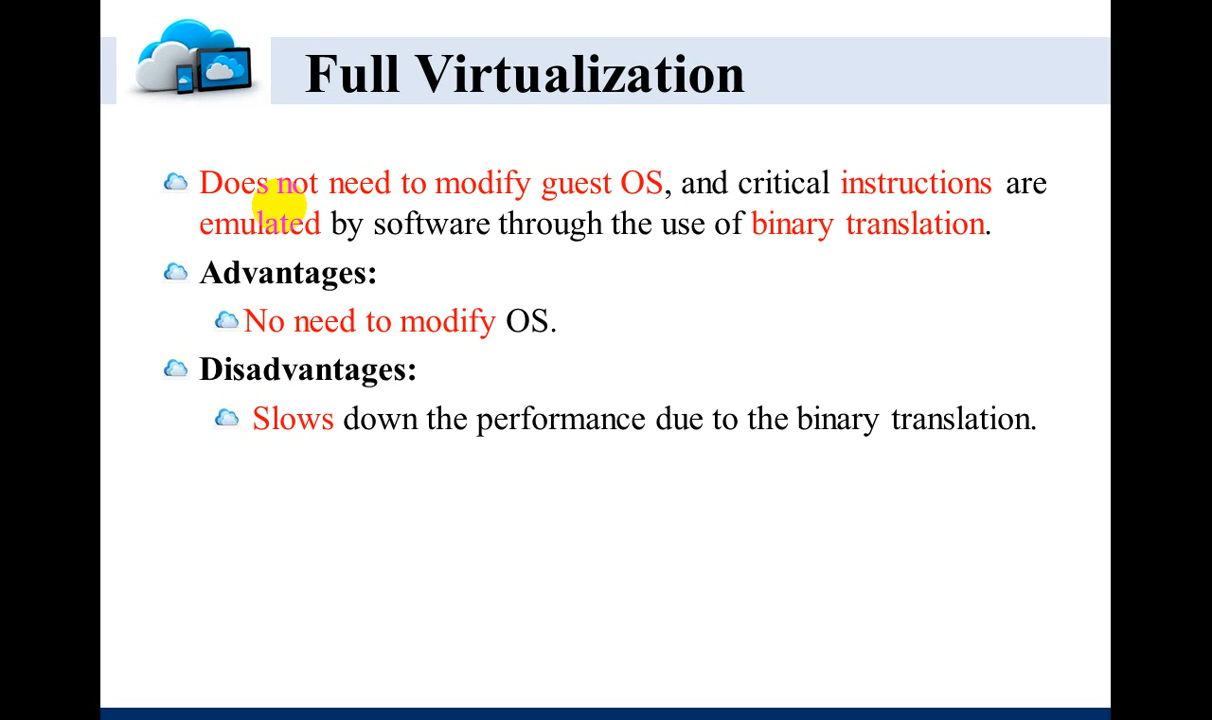 Full Virtualization
Does not need to modify guest OS, and critical instructions are
emulated by software through the use of binary translation.
Advantages:
No need to modify OS.
Disadvantages:
Slows down the performance due to the binary translation.